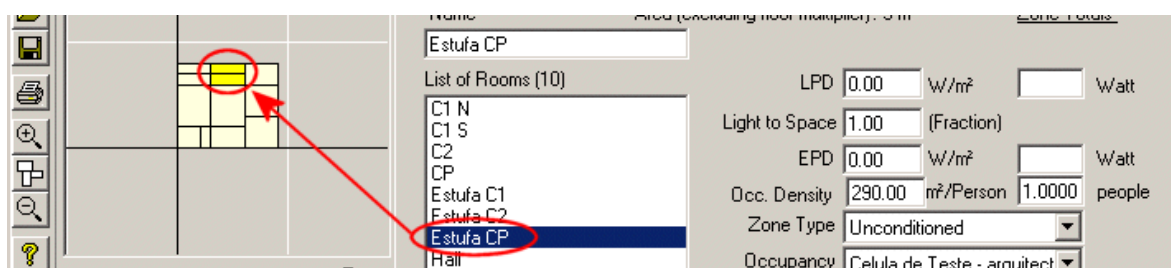 Name Area (excluding floor multiplier): 3 m Zone Totals
Estufa CP
List of Rooms (10)
C1 N
C1 S
C2
CP
Estufa C1
Estufa C2
Estufa CP
Hall
LPD 0.00 W/m² Watt
Light to Space 1.00 (Fraction)
EPD 0.00 W/m² Watt
Occ. Density 290.00 m²/Person 1.0000 people
Zone Type Unconditioned
Occupancy Celula de Teste - arquitect